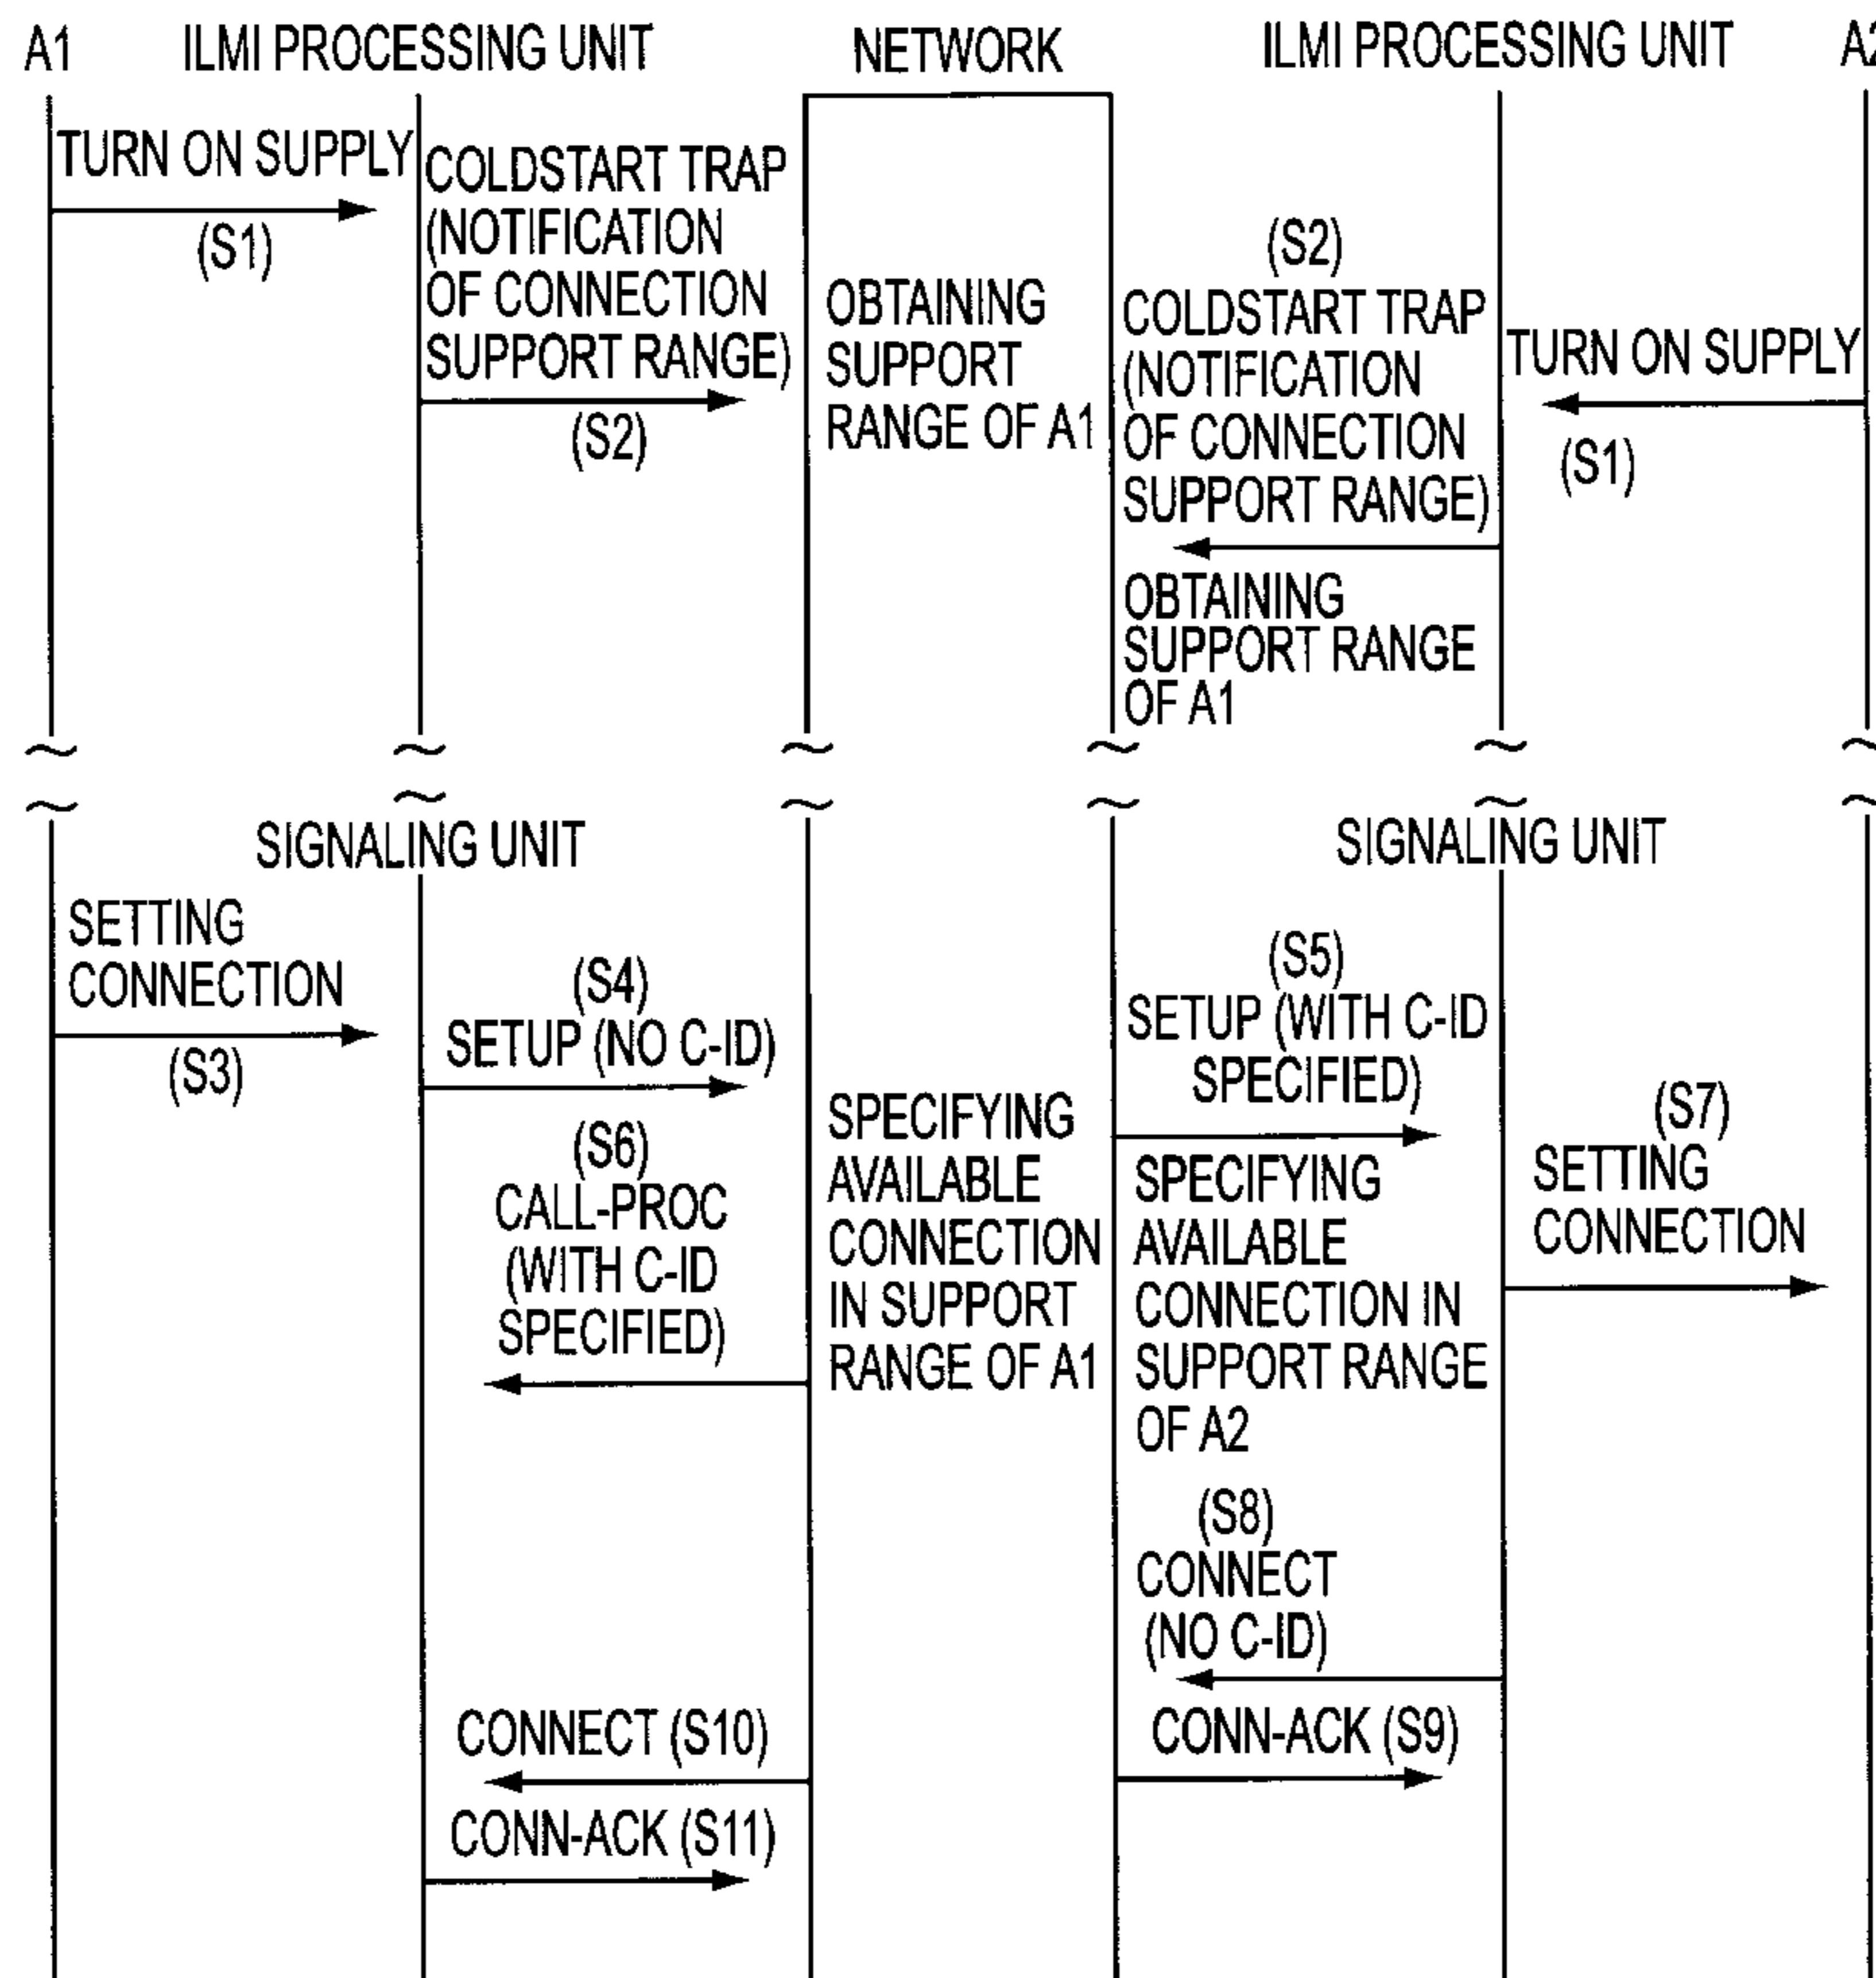 A1
ILMI PROCESSING UNIT
NETWORK
ILMI PROCESSING UNIT
A2
TURN ON SUPPLY
(S1)
COLDSTART TRAP
(NOTIFICATION
OF CONNECTION
SUPPORT RANGE)
(S2)
OBTAINING
SUPPORT
RANGE OF A1
(S2)
COLDSTART TRAP
(NOTIFICATION
OF CONNECTION
SUPPORT RANGE)
TURN ON SUPPLY
(S1)
OBTAINING
SUPPORT RANGE
OF A1
SIGNALING UNIT
SIGNALING UNIT
SETTING
CONNECTION
(S3)
(S4)
SETUP (NO C-ID)
(S6)
CALL-PROC
(WITH C-ID
SPECIFIED)
SPECIFYING
AVAILABLE
CONNECTION
IN SUPPORT
RANGE OF A1
(S5)
SETUP (WITH C-ID
SPECIFIED)
SPECIFYING
AVAILABLE
CONNECTION IN
SUPPORT RANGE
OF A2
(S7)
SETTING
CONNECTION
(S8)
CONNECT
(NO C-ID)
CONNECT (S10)
CONN-ACK (S9)
CONN-ACK (S11)